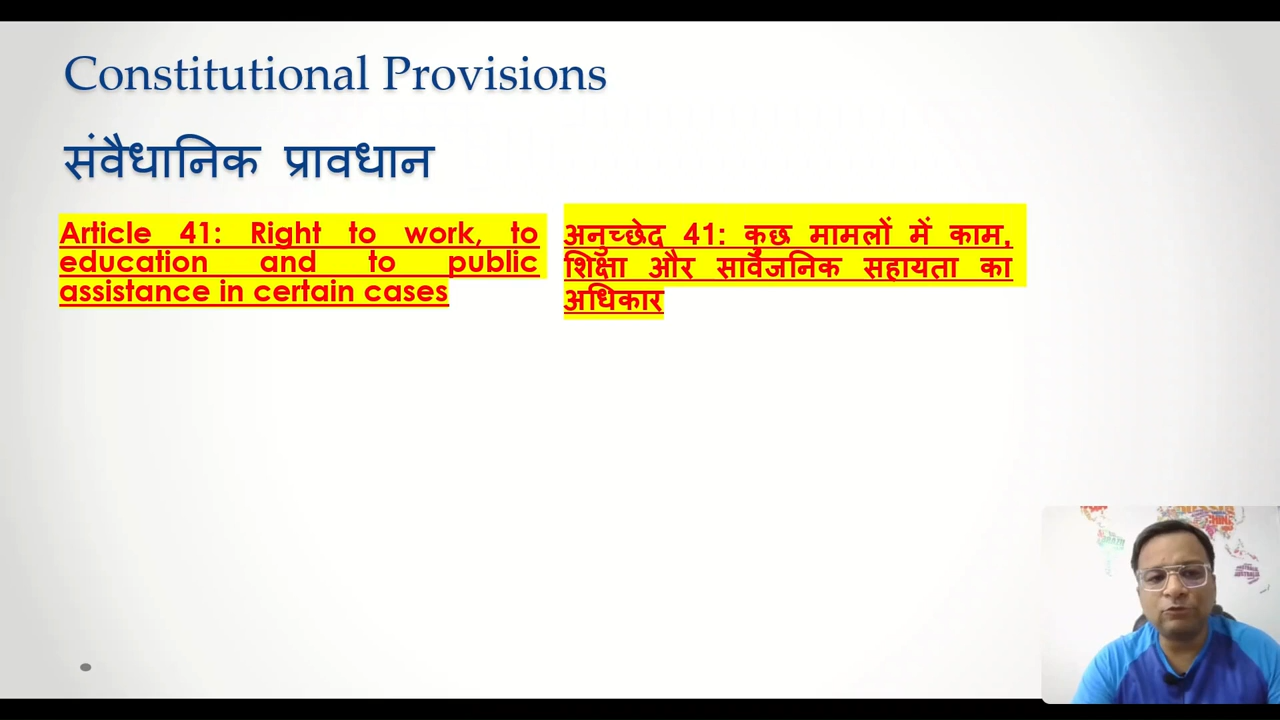 Constitutional Provisions
संवैधानिक प्रावधान
Article 41: Right to work, to
education and to public
assistance in certain cases
अनुच्छेद 41: कुछ मामलों में काम,
शिक्षा और सार्वजनिक सहायता का
अधिकार